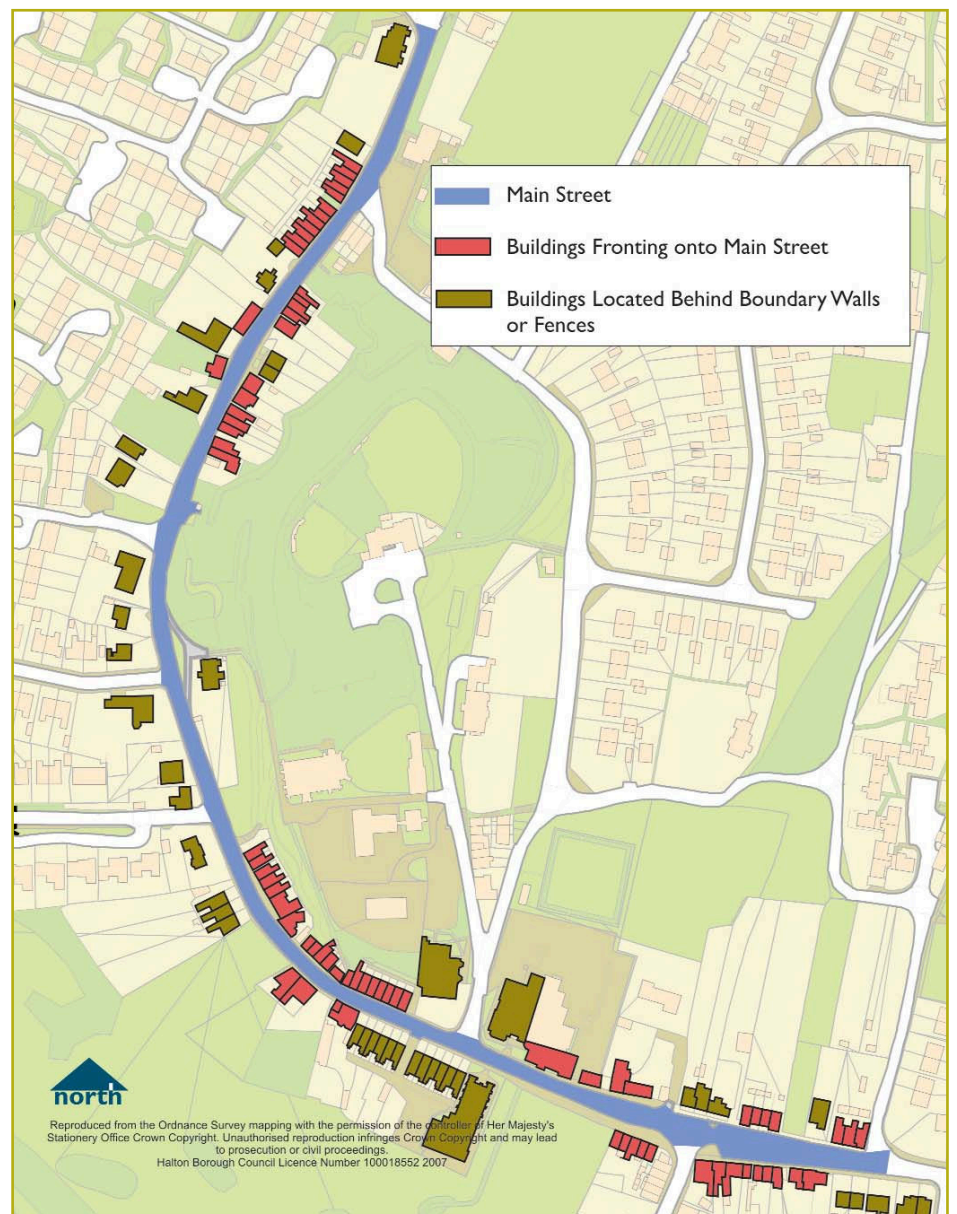 Main Street
Buildings Fronting onto Main Street
Buildings Located Behind Boundary Walls
or Fences
north
Reproduced from the Ordnance Survey mapping with the permission of the controller of Her Majesty's
Stationery Office Crown Copyright. Unauthorised reproduction infringes Crown Copyright and may lead
to prosecution or civil proceedings.
Halton Borough Council Licence Number 100018552 2007